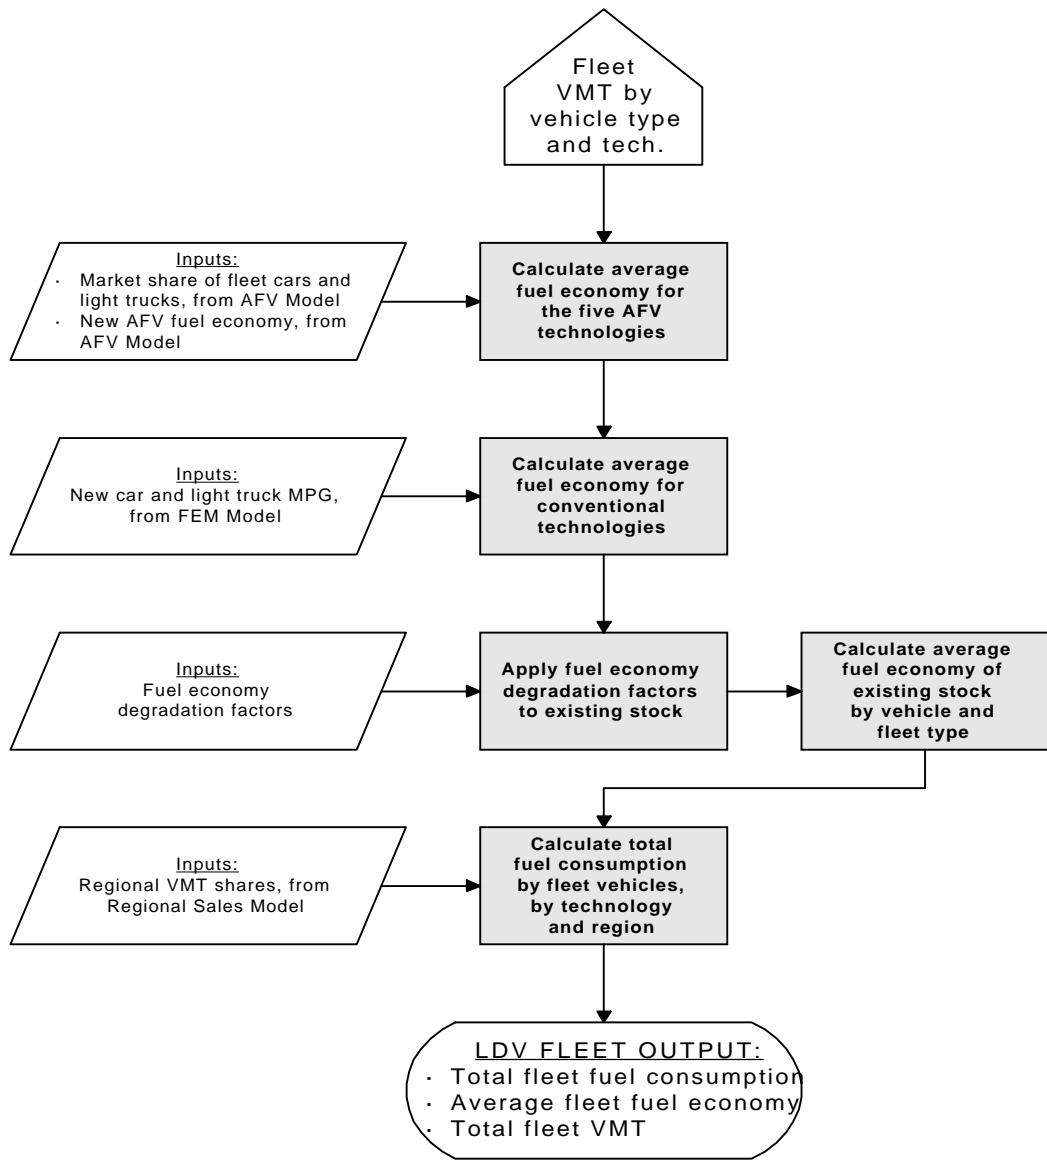 Fleet
VMT by
vehicle type
and tech.
Inputs:
· Market share of fleet cars and
light trucks, from AFV Model
· New AFV fuel economy, from
AFV Model
Calculate average
fuel economy for
the five AFV
technologies
Inputs:
New car and light truck MPG,
from FEM Model
Calculate average
fuel economy for
conventional
technologies
Inputs:
Fuel economy
degradation factors
Apply fuel economy
degradation factors
to existing stock
Calculate average
fuel economy of
existing stock
by vehicle and
fleet type
Inputs:
Regional VMT shares, from
Regional Sales Model
Calculate total
fuel consumption
by fleet vehicles,
by technology
and region
LDV FLEET OUTPUT:
· Total fleet fuel consumption
· Average fleet fuel economy
· Total fleet VMT